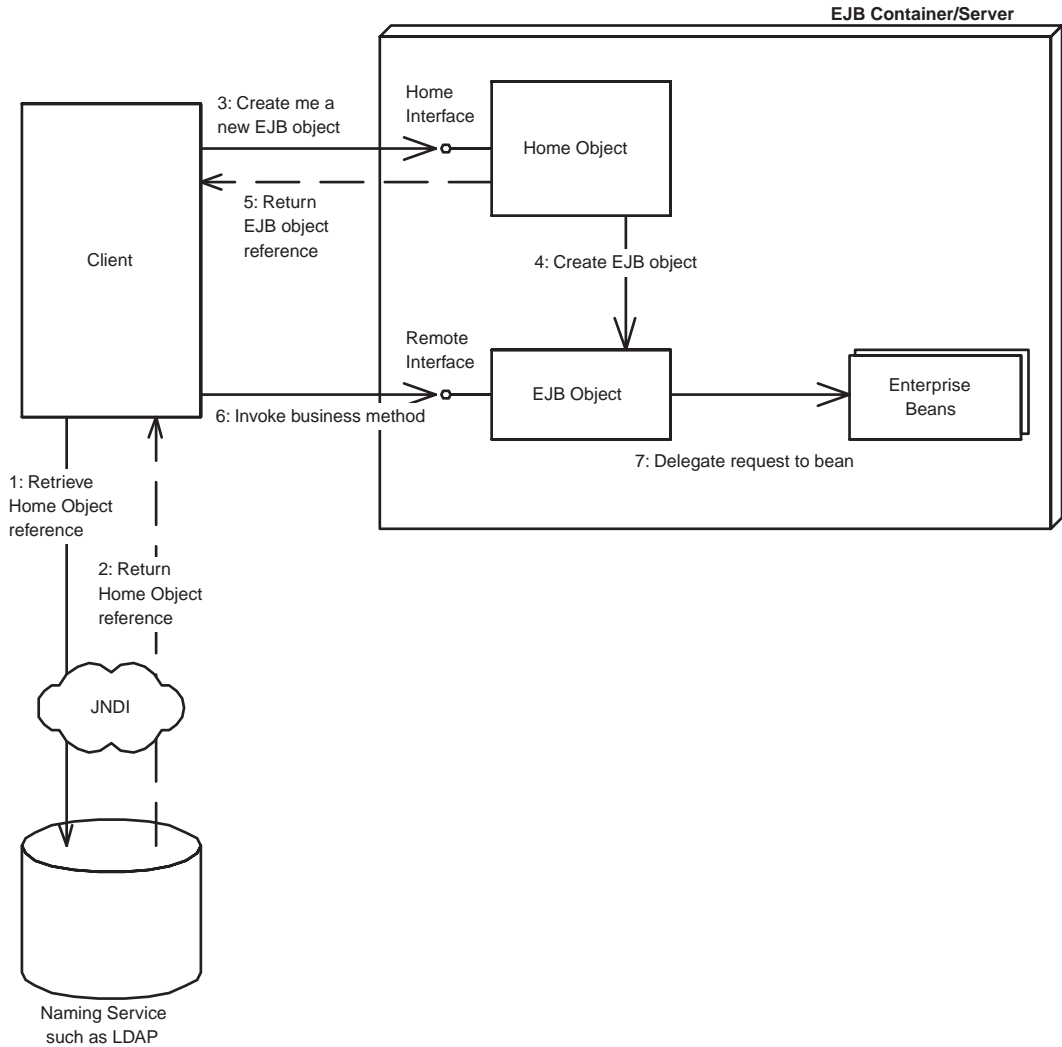 EJB Container/Server
3: Create me a
new EJB object
Home
Interface
Home Object
5: Return
EJB object
reference
Client
4: Create EJB object
Remote
Interface
EJB Object
Enterprise
Beans
6: Invoke business method
7: Delegate request to bean
1: Retrieve
Home Object
reference
2: Return
Home Object
reference
JNDI
Naming Service
such as LDAP